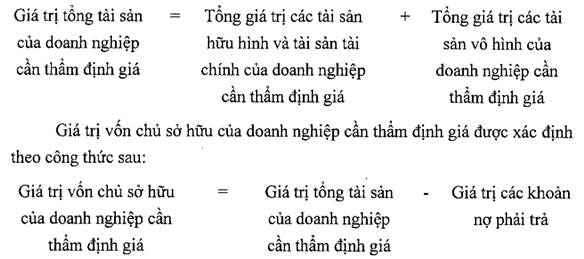 Giá trị tổng tài sản = Tổng giá trị các tài sản + Tổng giá trị các tài
của doanh nghiệp hữu hình và tài sản tài sản vô hình của
cần thẩm định giá chính của doanh nghiệp doanh nghiệp cần
cần thẩm định giá thẩm định giá
Giá trị vốn chủ sở hữu của doanh nghiệp cần thẩm định giá được xác định
theo công thức sau:
Giá trị vốn chủ sở hữu = Giá trị tổng tài sản - Giá trị các khoản
của doanh nghiệp cần của doanh nghiệp nợ phải trả
thẩm định giá cần thẩm định giá